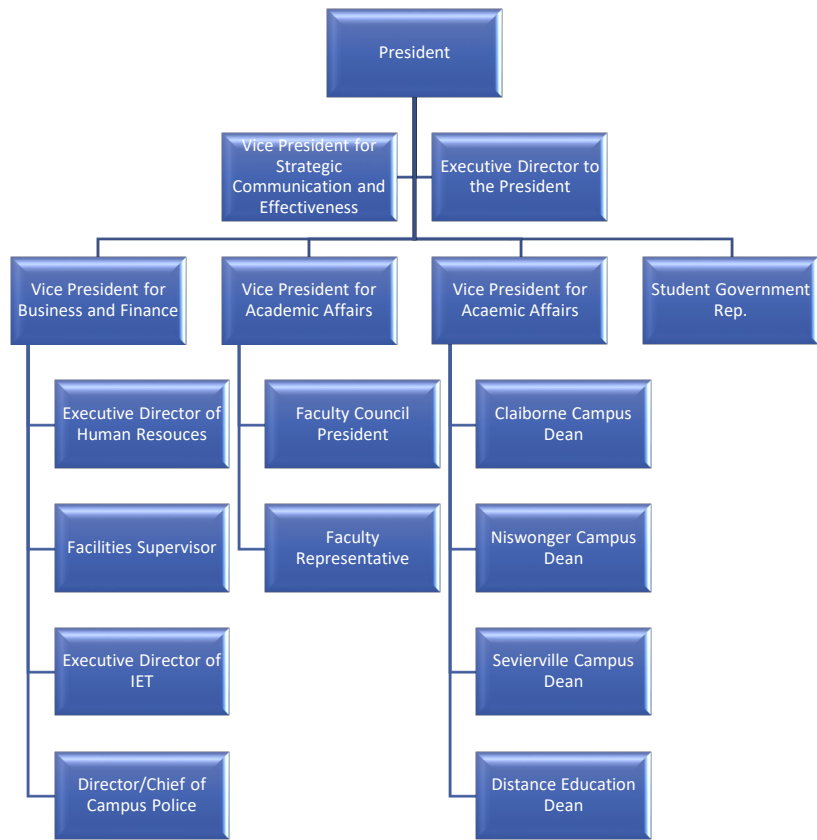 President
Vice President for
Strategic
Communication and
Effectiveness
Executive Director to
the President
Vice President for
Business and Finance
Vice President for
Academic Affairs
Vice President for
Acaemic Affairs
Student Government
Rep.
Executive Director of
Human Resouces
Faculty Council
President
Claiborne Campus
Dean
Facilities Supervisor
Faculty
Representative
Niswonger Campus
Dean
Executive Director of
IET
Sevierville Campus
Dean
Director/Chief of
Campus Police
Distance Education
Dean